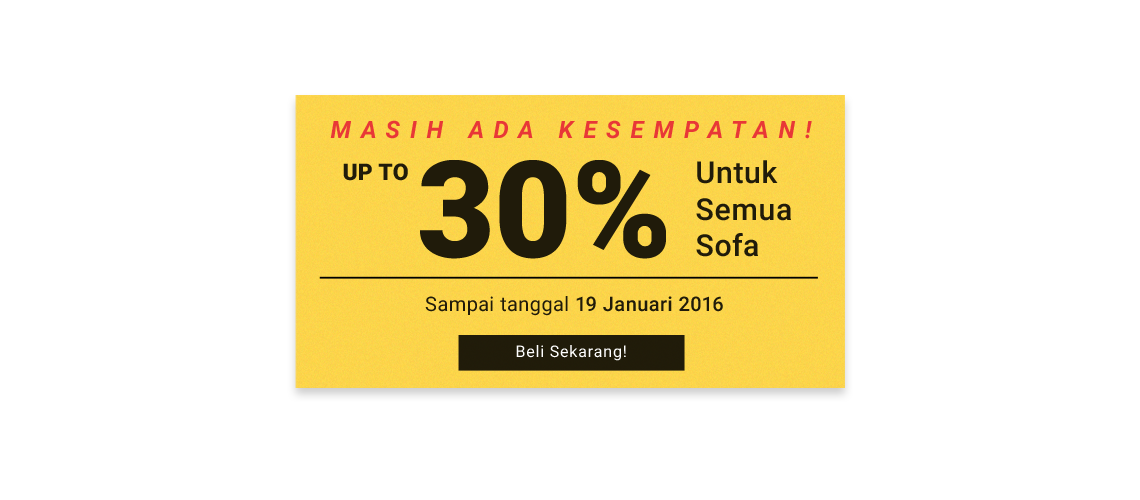 MASIH ADA KESEMPATAN!
UP TO 30%
Untuk
Semua
Sofa
Sampai tanggal 19 Januari 2016
Beli Sekarang!